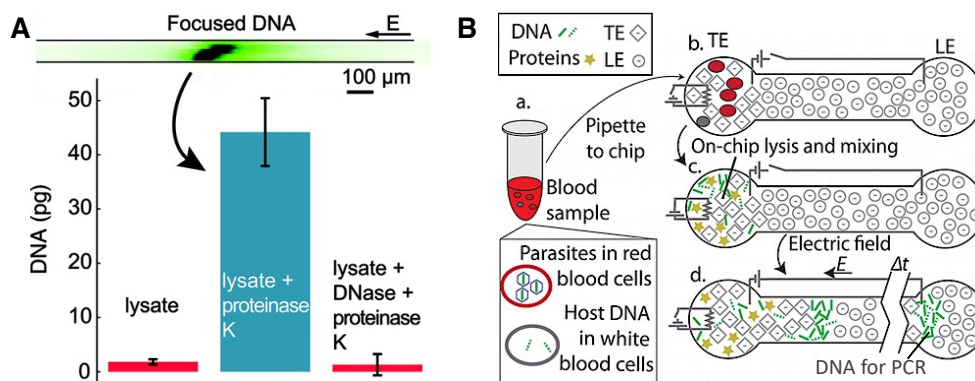 A
Focused DNA
E
100 µm
DNA (pg)
50
40
30
20
10
0
lysate
lysate +
proteinase
K
lysate +
DNase +
proteinase
K
B
DNA
TE
Proteins
LE
a.
Pipette
to chip
Blood
sample
Parasites in red
blood cells
Host DNA
in white
blood cells
b. TE
LE
On-chip lysis and mixing
c.
Electric field
d.
E
Δt
DNA for PCR